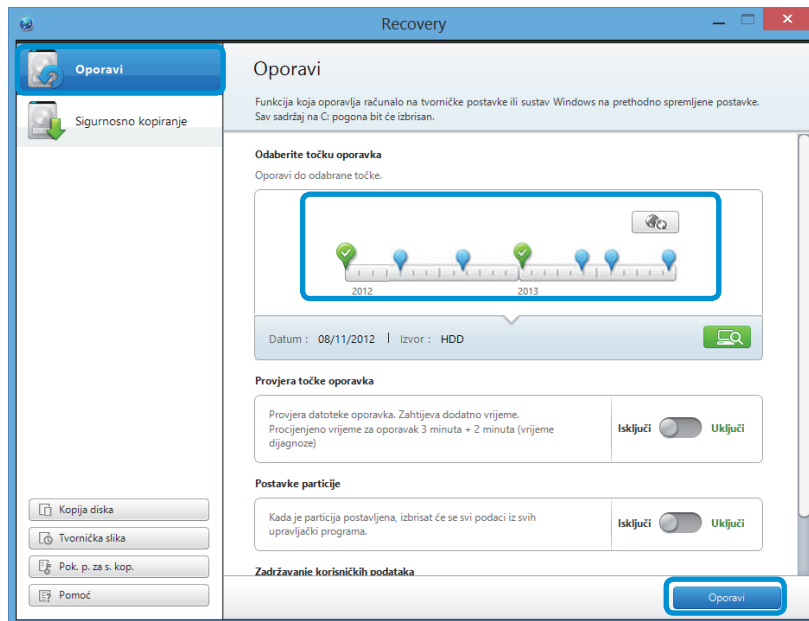 Recovery
Oporavi
Sigurnosno kopiranje
Kopija diska
Tvornička slika
Pok. p. za s. kop.
Pomoć
Oporavi
Funkcija koja oporavlja računalo na tvorničke postavke ili sustav Windows na prethodno spremljene postavke.
Sav sadržaj na C: pogona bit će izbrisan.
Odaberite točku oporavka
Oporavi do odabrane točke.
2012 2013
Datum : 08/11/2012 | Izvor : HDD
Provjera točke oporavka
Provjera datoteke oporavka. Zahtijeva dodatno vrijeme.
Procijenjeno vrijeme za oporavak 3 minuta + 2 minuta (vrijeme
dijagnoze)
Isključi Uključi
Postavke particije
Kada je particija postavljena, izbrisat će se svi podaci iz svih
upravljački programa.
Isključi Uključi
Zadržavanje korisničkih podataka
Oporavi